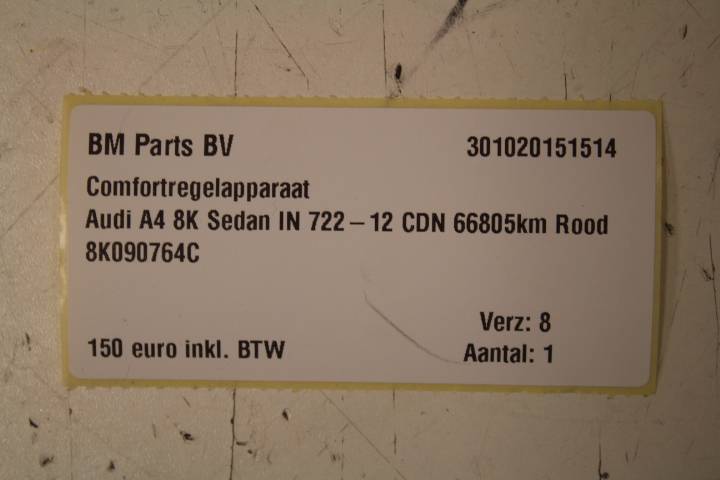 BM Parts BV 301020151514
Comfortregelapparaat
Audi A4 8K Sedan IN 722 – 12 CDN 66805km Rood
8K090764C
Verz: 8
150 euro inkl. BTW Aantal: 1